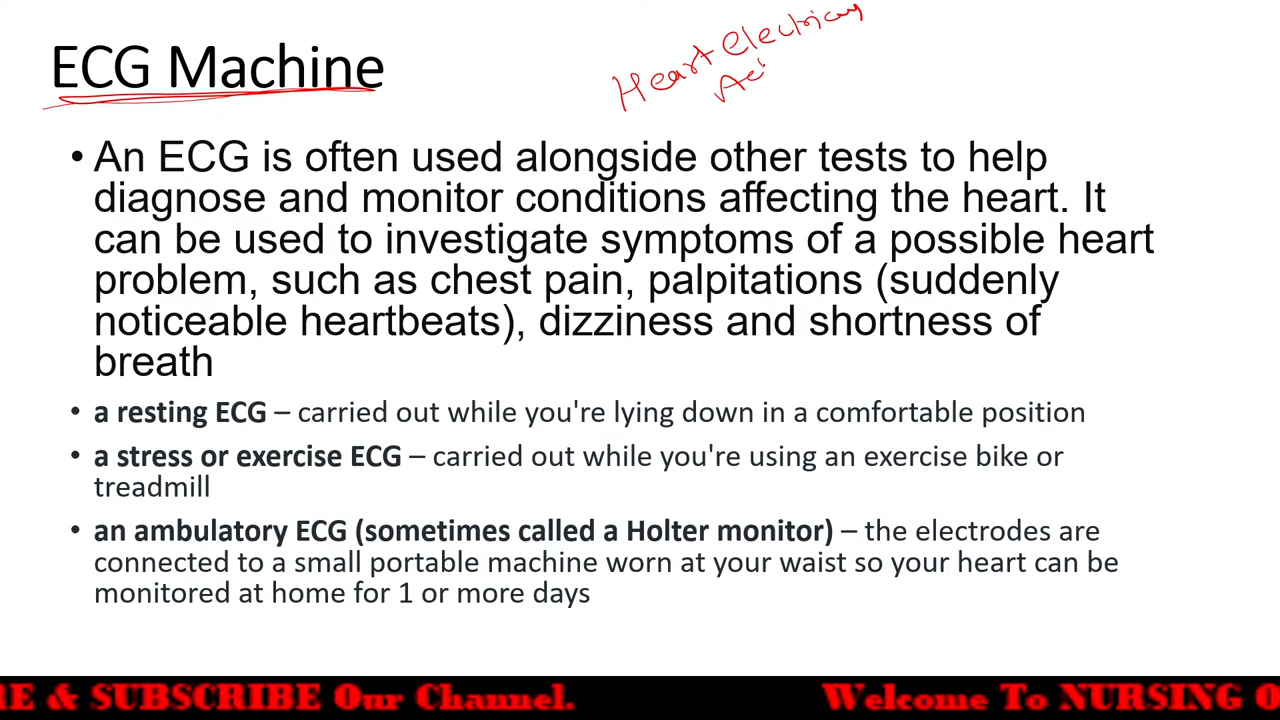 ECG Machine
Heart Electrical
• An ECG is often used alongside other tests to help
diagnose and monitor conditions affecting the heart. It
can be used to investigate symptoms of a possible heart
problem, such as chest pain, palpitations (suddenly
noticeable heartbeats), dizziness and shortness of
breath
• a resting ECG – carried out while you're lying down in a comfortable position
• a stress or exercise ECG – carried out while you're using an exercise bike or
treadmill
• an ambulatory ECG (sometimes called a Holter monitor) – the electrodes are
connected to a small portable machine worn at your waist so your heart can be
monitored at home for 1 or more days
RE & SUBSCRIBE Our Channel. Welcome To NURSING